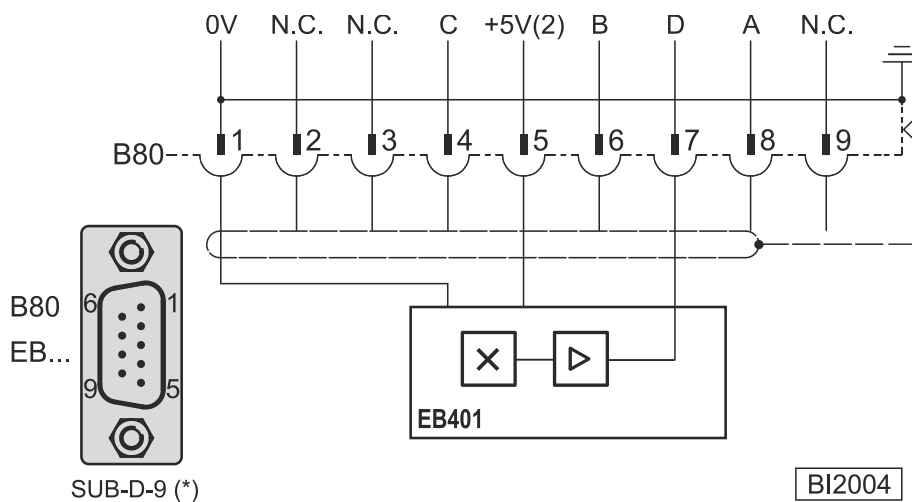 0V N.C. N.C. C +5V(2) B D A N.C.
B80 1 2 3 4 5 6 7 8 9
B80 6 1
EB...
9 5
EB401
SUB-D-9 (*)
BI2004